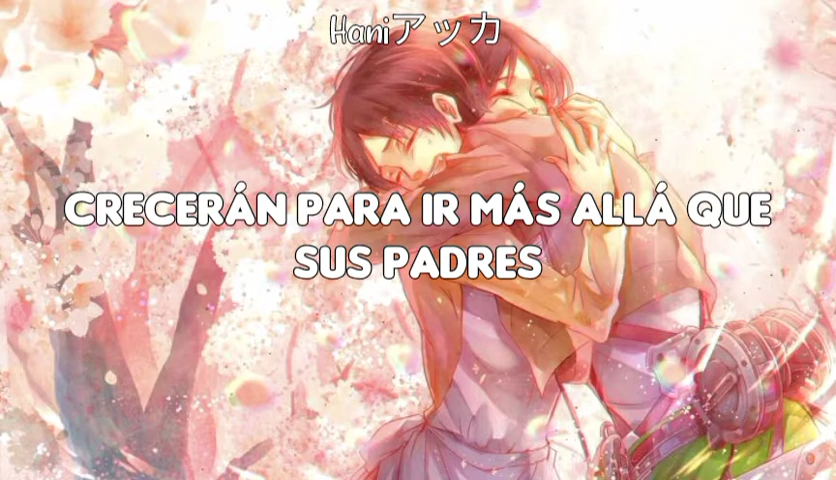 Haniアッカ
CRECERÁN PARA IR MÁS ALLÁ QUE
SUS PADRES